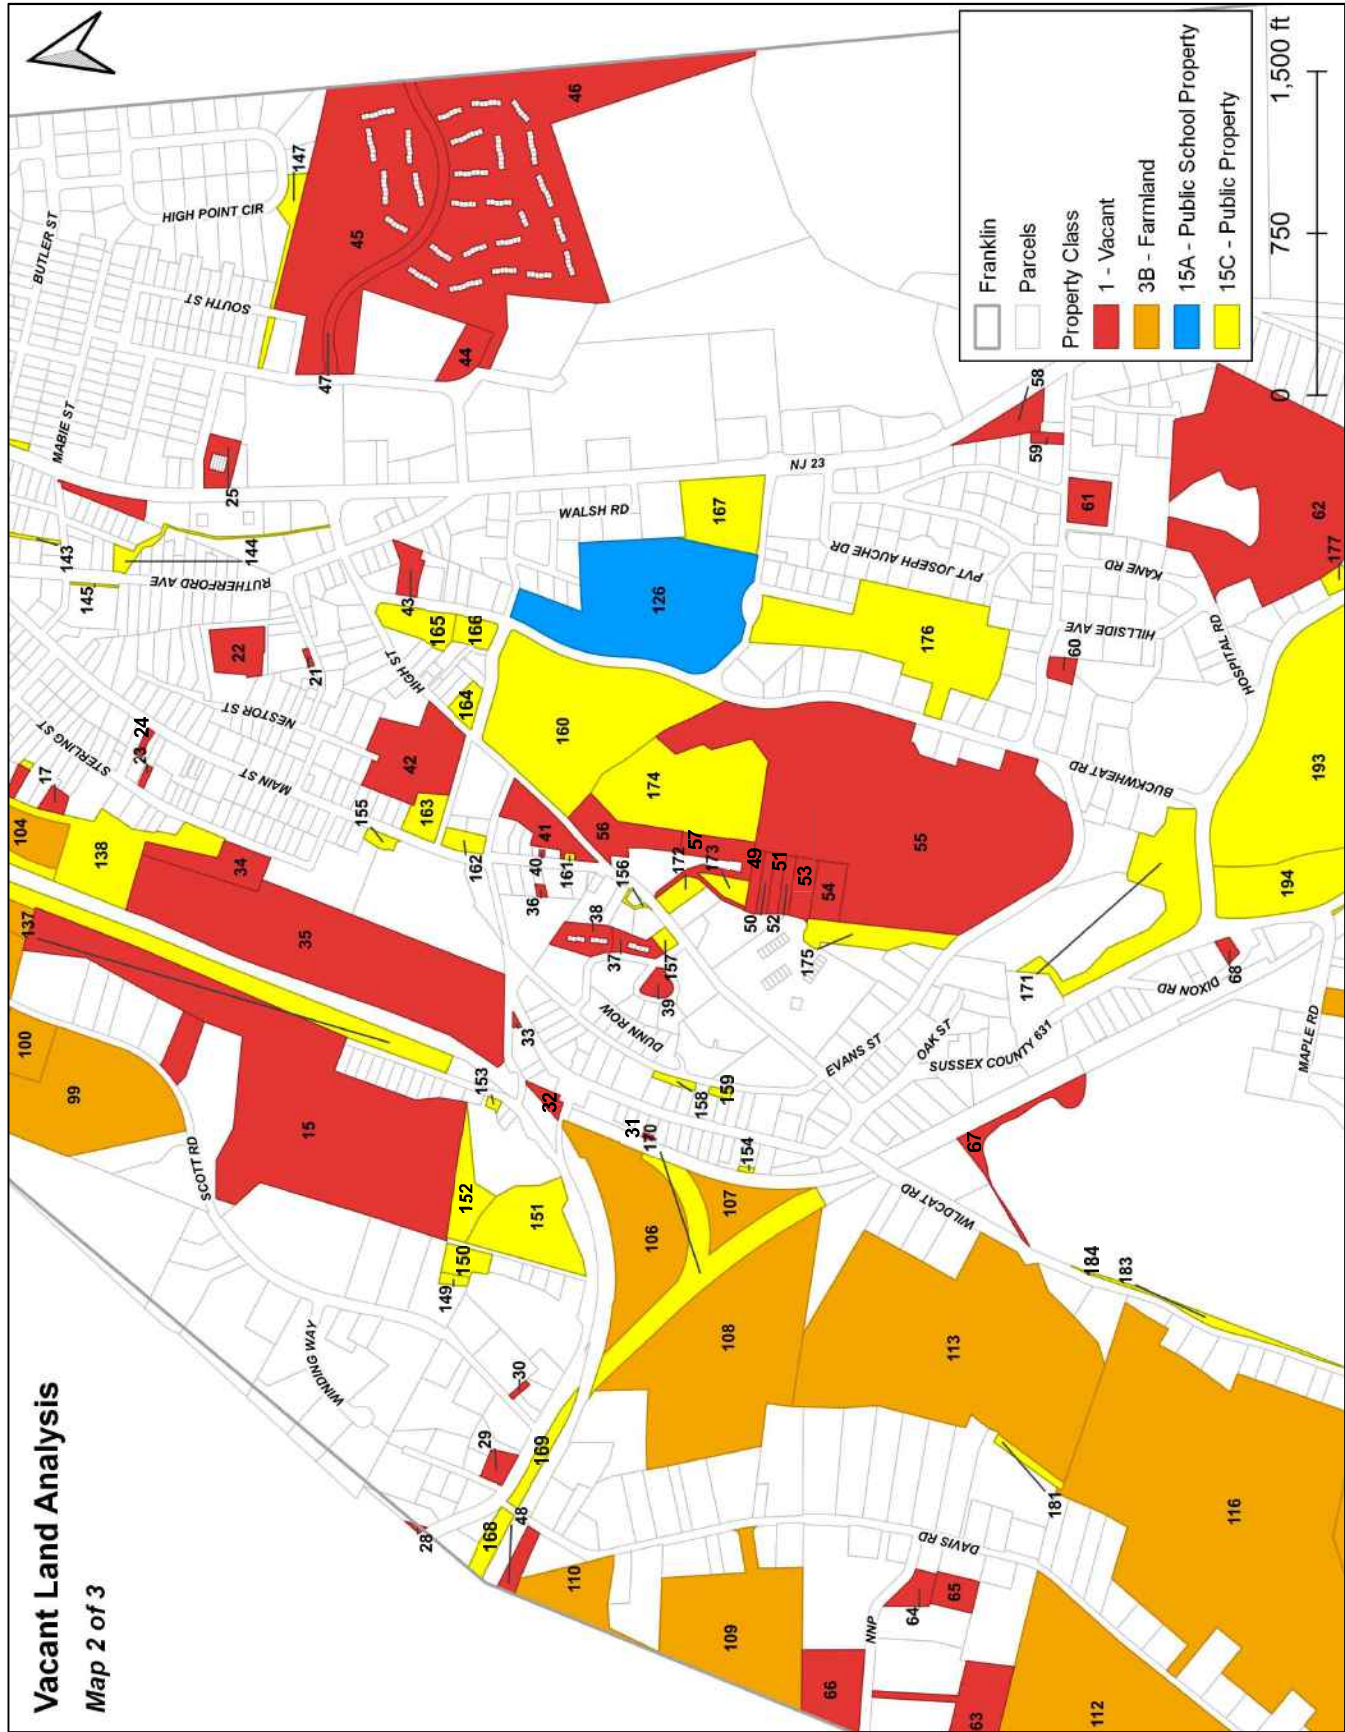 Vacant Land Analysis
Map 2 of 3
Franklin
Parcels
Property Class
1 - Vacant
3B - Farmland
15A - Public School Property
15C - Public Property
0
750
1,500 ft
BUTLER ST
HIGH POINT CIR
SOUTH ST
MABIE ST
RUTHERFORD AVE
NESTOR ST
HIGH ST
STERLING ST
MAIN ST
WALSH RD
NJ 23
PVT JOSEPH AUCHE DR
KANE RD
HILLSIDE AVE
HOSPITAL RD
BUCKWHEAT RD
DIXON RD
MAPLE RD
SUSSEX COUNTY 631
OAK ST
EVANS ST
DUNN ROW
WILDCAT RD
SCOTT RD
WINDING WAY
DAVIS RD
NNP
147
45
46
47
44
25
143
144
145
22
21
43
165
166
164
24
23
17
104
138
34
35
137
155
163
42
162
160
126
167
176
58
59
61
62
177
60
193
194
171
68
174
55
56
57
41
40
36
161
156
172
173
49
50
51
52
53
54
175
38
37
157
39
33
32
31
170
158
159
154
153
100
99
15
152
151
150
149
106
107
108
67
184
183
113
181
116
30
29
28
168
169
48
110
109
66
64
65
63
112